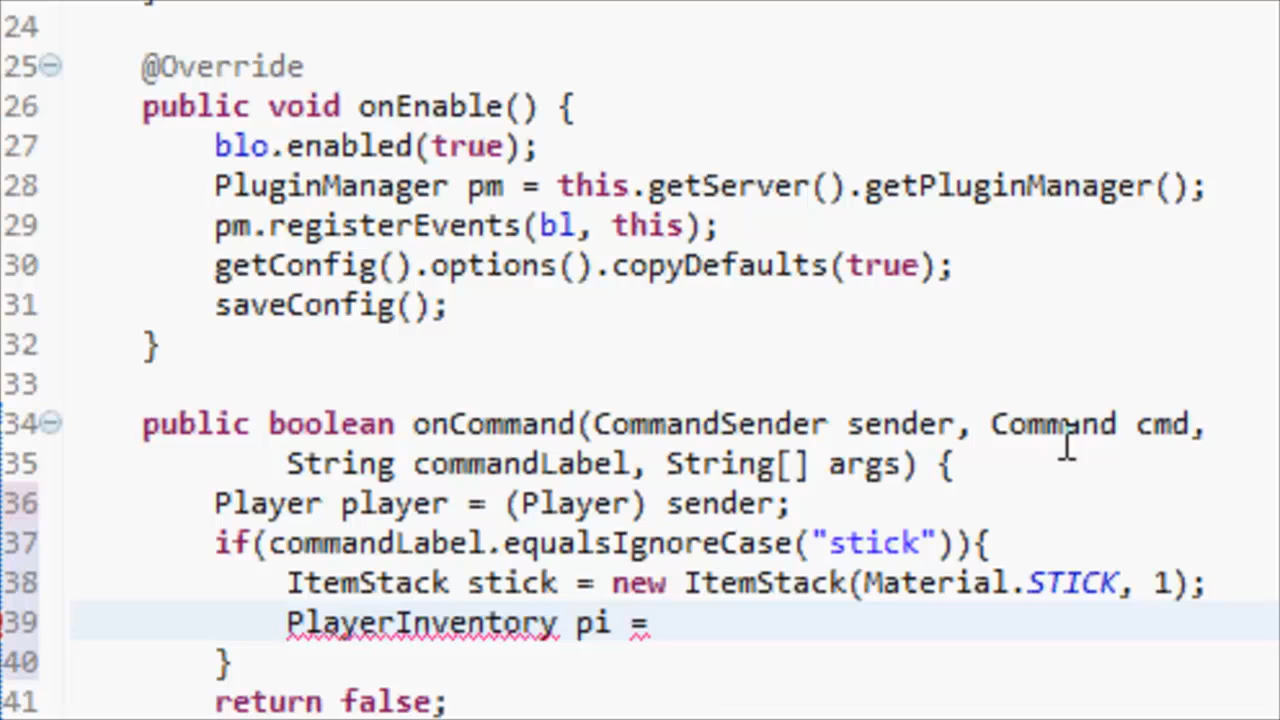 24
25 @Override
26 public void onEnable() {
27 blo.enabled(true);
28 PluginManager pm = this.getServer().getPluginManager();
29 pm.registerEvents(bl, this);
30 getConfig().options().copyDefaults(true);
31 saveConfig();
32 }
33
34 public boolean onCommand(CommandSender sender, Command cmd,
35 String commandLabel, String[] args) {
36 Player player = (Player) sender;
37 if(commandLabel.equalsIgnoreCase("stick")){
38 ItemStack stick = new ItemStack(Material.STICK, 1);
39 PlayerInventory pi =
40 }
41 return false;